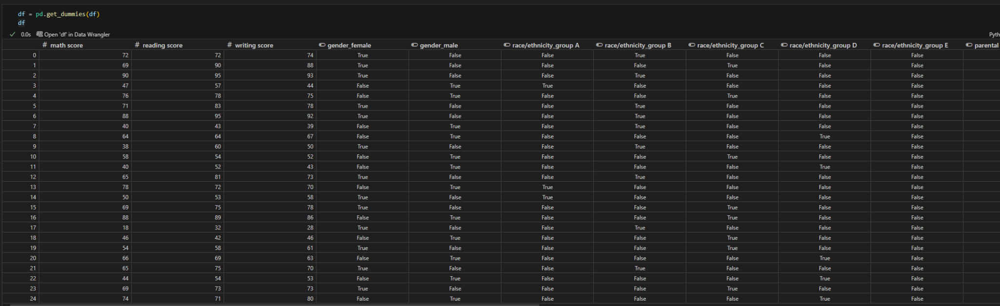 df = pd.get_dummies(df)
df
0.0s Open 'df' in Data Wrangler
Pyth
# math score # reading score # writing score gender_female gender_male race/ethnicity_group A race/ethnicity_group B race/ethnicity_group C race/ethnicity_group D race/ethnicity_group E parental
0 72 72 74 True False False True False False False
1 69 90 88 True False False False True False False
2 90 95 93 True False False True False False False
3 47 57 44 False True True False False False False
4 76 78 75 False True False False True False False
5 71 83 78 True False False True False False False
6 88 95 92 True False False True False False False
7 40 43 39 False True False True False False False
8 64 64 67 False True False False False True False
9 38 60 50 True False False True False False False
10 58 54 52 False True False False True False False
11 40 52 43 False True False False False True False
12 65 81 73 True False False True False False False
13 78 72 70 False True True False False False False
14 50 53 58 True False True False False False False
15 69 75 78 True False False False True False False
16 88 89 86 False True False False True False False
17 18 32 28 True False False True False False False
18 46 42 46 False True False False True False False
19 54 58 61 True False False False True False False
20 66 69 63 False True False False False True False
21 65 75 70 True False False True False False False
22 44 54 53 False True False False False True False
23 69 73 73 True False False False True False False
24 74 71 80 False True False False False True False